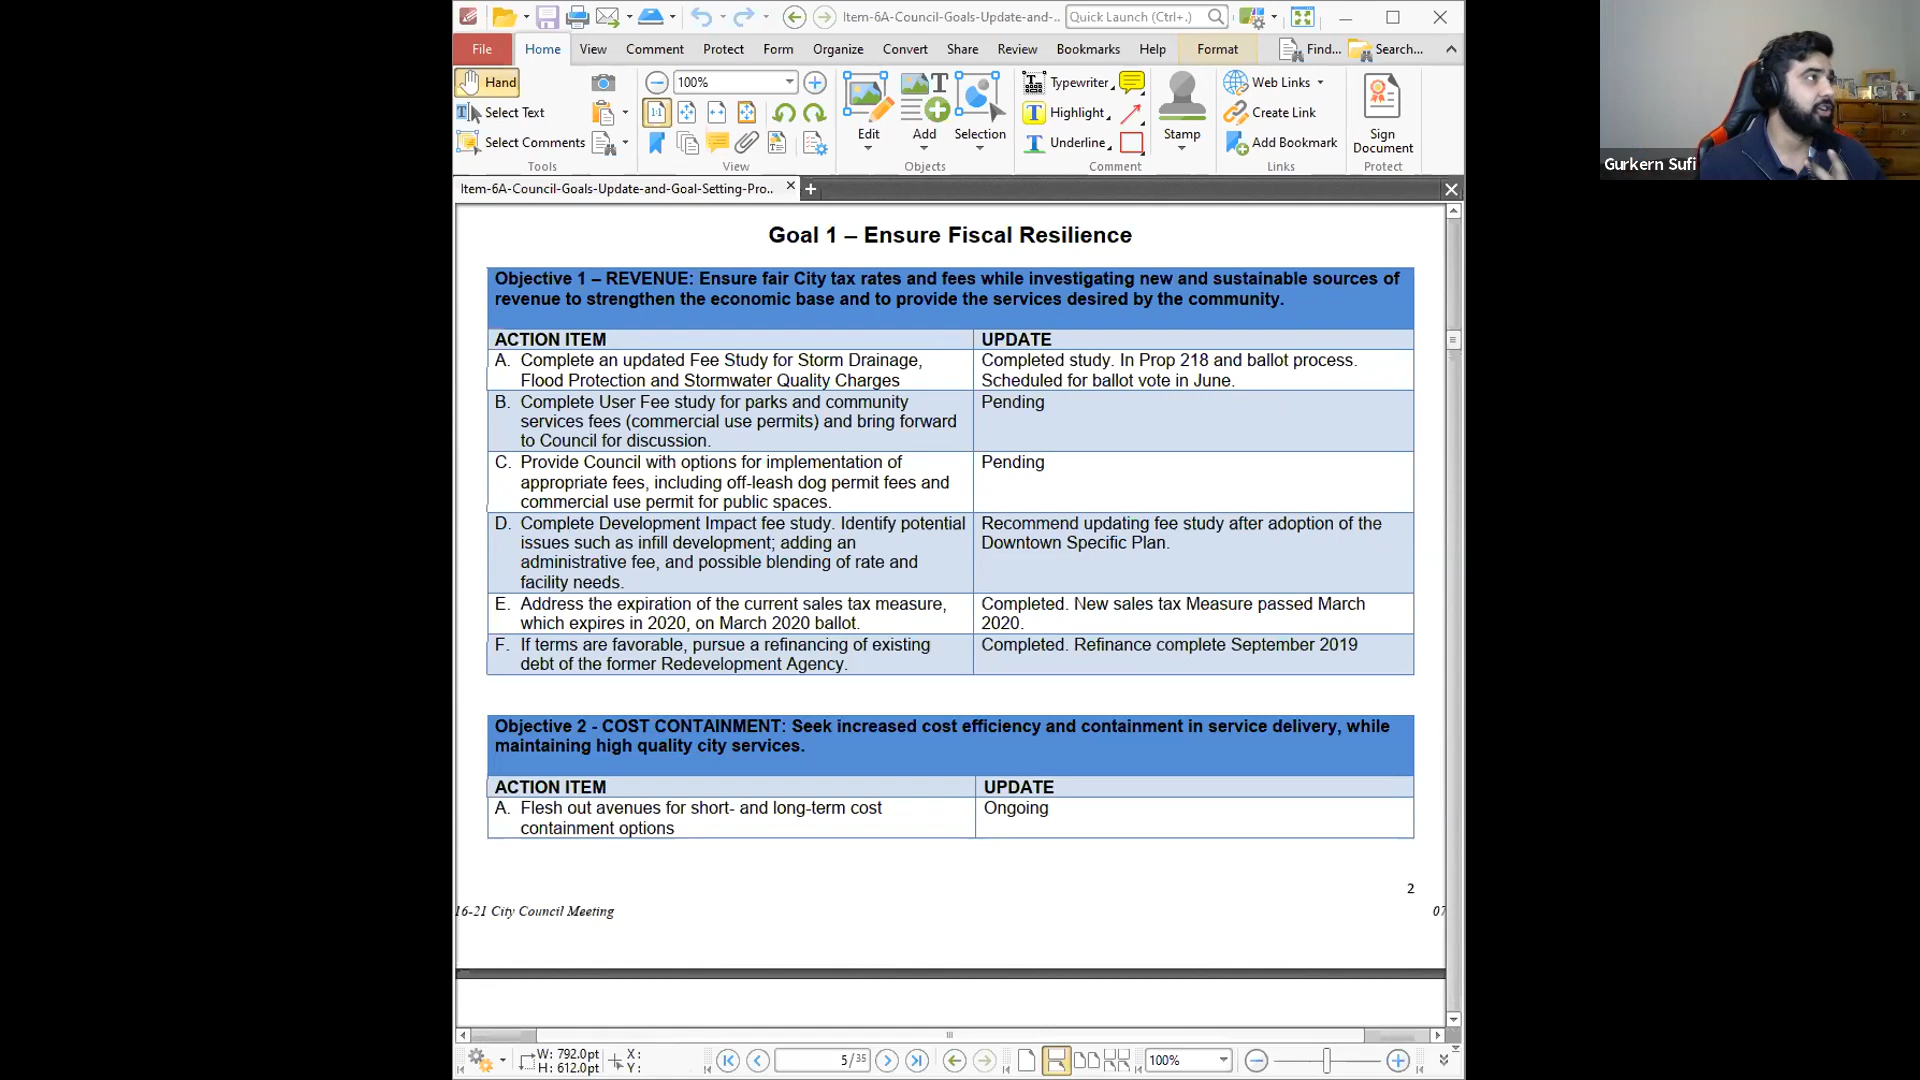 Item-6A-Council-Goals-Update-and-...
Quick Launch (Ctrl+.)
File Home View Comment Protect Form Organize Convert Share Review Bookmarks Help Format Find... Search...
Hand
Select Text
Select Comments
Tools
100%
View
Edit
Add
Selection
Objects
Typewriter
Highlight
Underline
Comment
Stamp
Web Links
Create Link
Add Bookmark
Links
Sign
Document
Protect
Item-6A-Council-Goals-Update-and-Goal-Setting-Pro..
Goal 1 – Ensure Fiscal Resilience
Objective 1 – REVENUE: Ensure fair City tax rates and fees while investigating new and sustainable sources of
revenue to strengthen the economic base and to provide the services desired by the community.
ACTION ITEM UPDATE
A. Complete an updated Fee Study for Storm Drainage,
Flood Protection and Stormwater Quality Charges
Completed study. In Prop 218 and ballot process.
Scheduled for ballot vote in June.
B. Complete User Fee study for parks and community
services fees (commercial use permits) and bring forward
to Council for discussion.
Pending
C. Provide Council with options for implementation of
appropriate fees, including off-leash dog permit fees and
commercial use permit for public spaces.
Pending
D. Complete Development Impact fee study. Identify potential
issues such as infill development; adding an
administrative fee, and possible blending of rate and
facility needs.
Recommend updating fee study after adoption of the
Downtown Specific Plan.
E. Address the expiration of the current sales tax measure,
which expires in 2020, on March 2020 ballot.
Completed. New sales tax Measure passed March
2020.
F. If terms are favorable, pursue a refinancing of existing
debt of the former Redevelopment Agency.
Completed. Refinance complete September 2019
Objective 2 - COST CONTAINMENT: Seek increased cost efficiency and containment in service delivery, while
maintaining high quality city services.
ACTION ITEM UPDATE
A. Flesh out avenues for short- and long-term cost
containment options
Ongoing
2
16-21 City Council Meeting 07
W: 792.0pt
H: 612.0pt
X:
Y:
5/35
100%
Gurkern Sufi